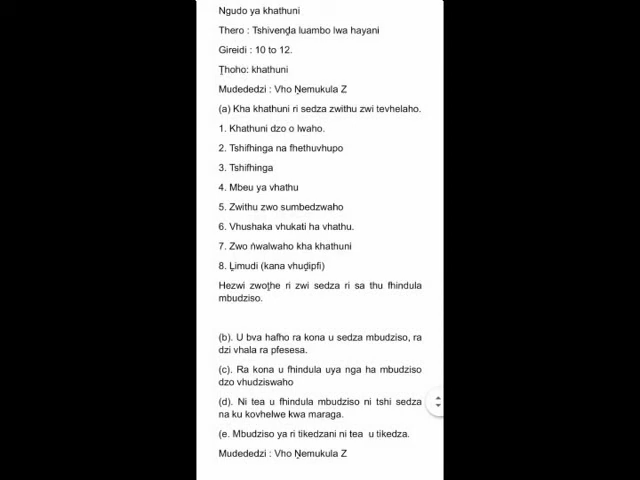 Ngudo ya khathuni
Thero : Tshivenḓa luambo lwa hayani
Gireidi : 10 to 12.
Ṱhoho: khathuni
Mudededzi : Vho Ṋemukula Z
(a) Kha khathuni ri sedza zwithu zwi tevhelaho.
1. Khathuni dzo o lwaho.
2. Tshifhinga na fhethuvhupo
3. Tshifhinga
4. Mbeu ya vhathu
5. Zwithu zwo sumbedzwaho
6. Vhushaka vhukati ha vhathu.
7. Zwo ṅwalwaho kha khathuni
8. Ḽimudi (kana vhuḓipfi)
Hezwi zwoṱhe ri zwi sedza ri sa thu fhindula
mbudziso.
(b). U bva hafho ra kona u sedza mbudziso, ra
dzi vhala ra pfesesa.
(c). Ra kona u fhindula uya nga ha mbudziso
dzo vhudziswaho
(d). Ni tea u fhindula mbudziso ni tshi sedza
na ku kovhelwe kwa maraga.
(e. Mbudziso ya ri tikedzani ni tea u tikedza.
Mudededzi : Vho Ṋemukula Z